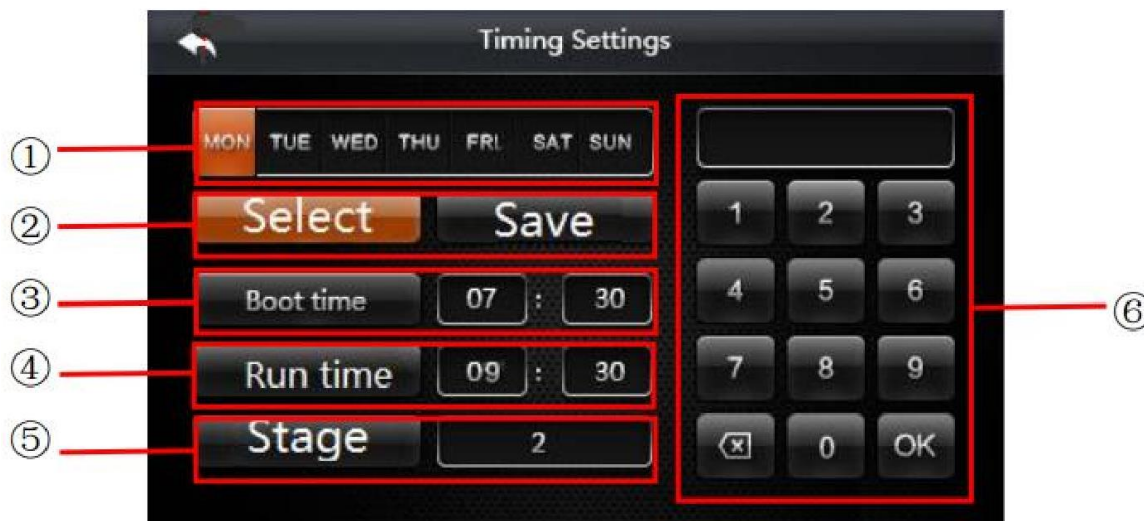 Timing Settings
① MON TUE WED THU FRI. SAT SUN
② Select Save
③ Boot time 07 : 30
④ Run time 09 : 30
⑤ Stage 2
1 2 3
4 5 6
⑥
7 8 9
0 OK